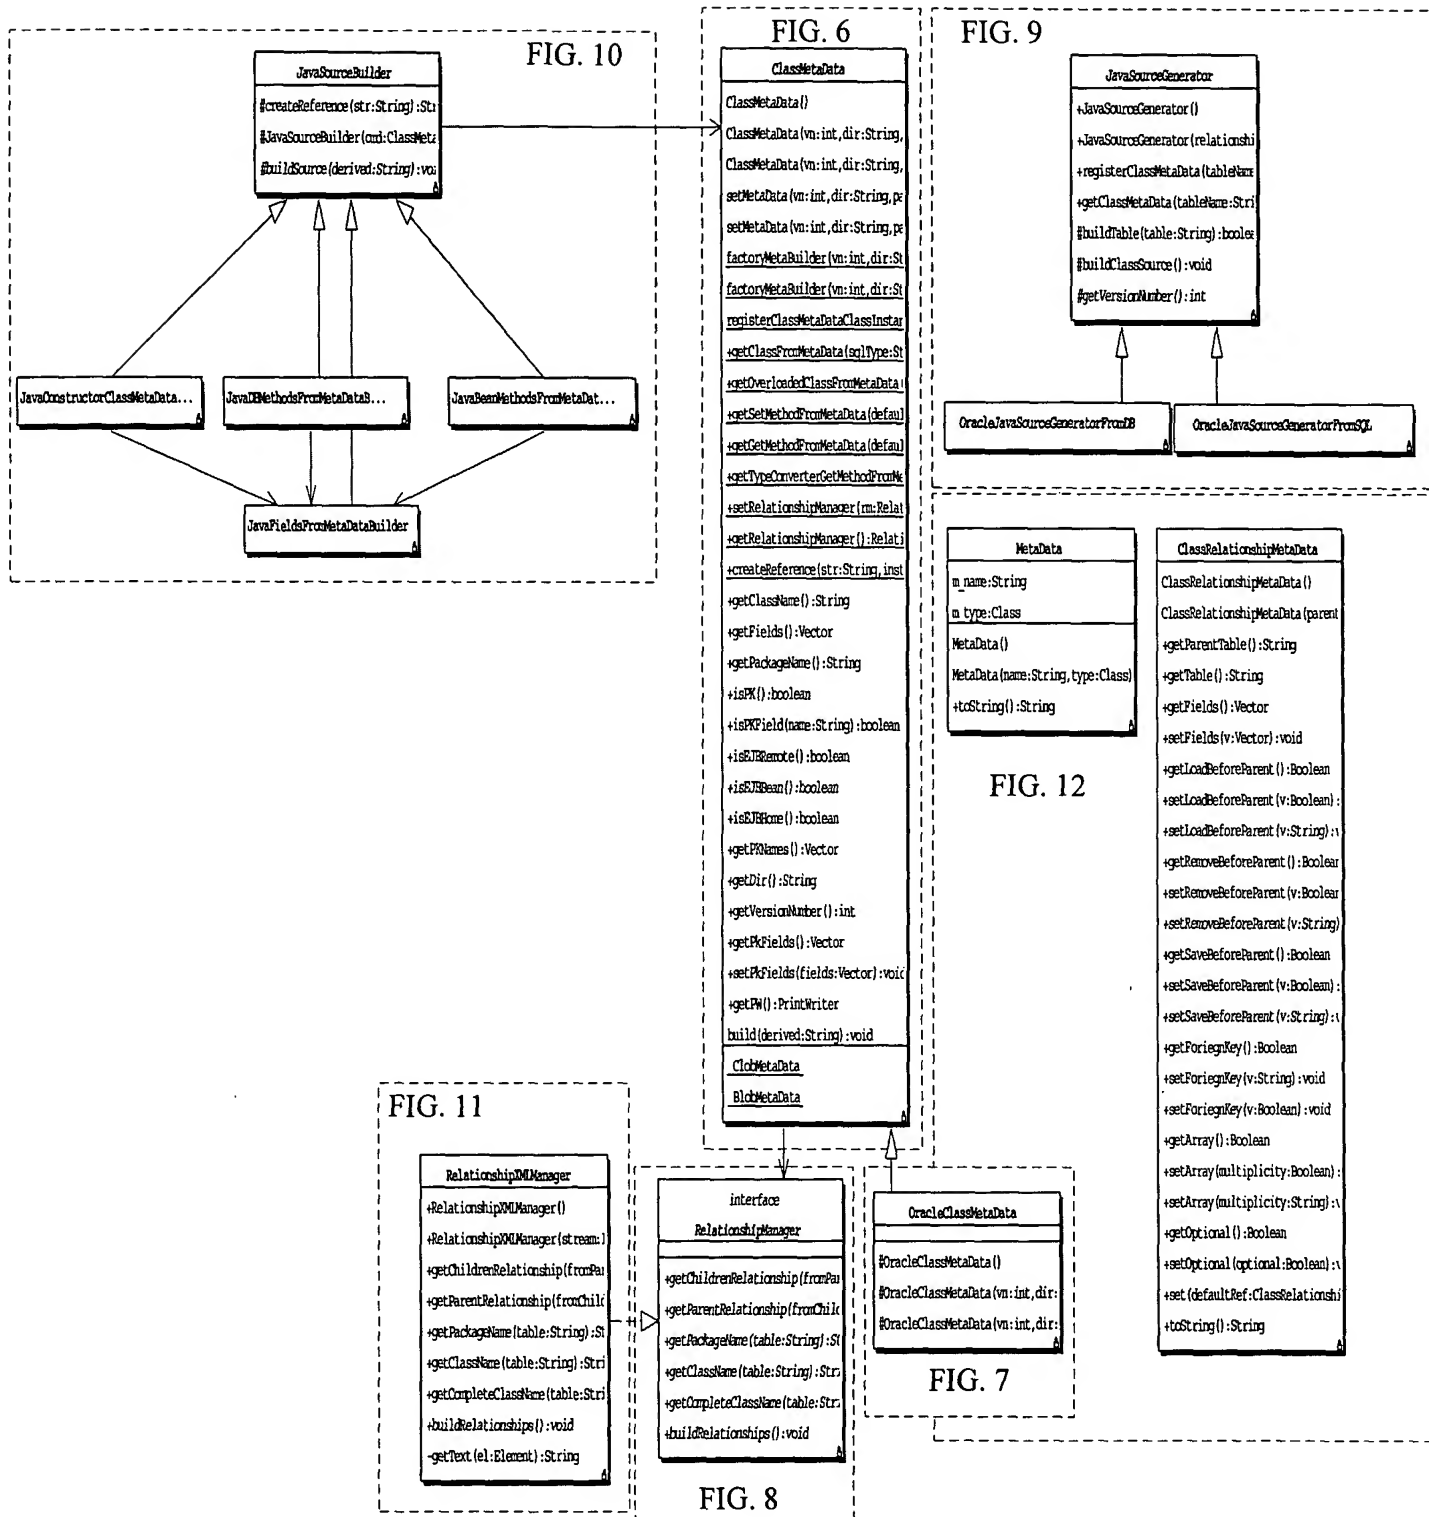 FIG. 10
JavaSourceBuilder
#createReference(str:String):Str
#JavaSourceBuilder(cmd:ClassMeta
#buildSource(derived:String):voi
JavaConstructorClassMetaData...
JavaDBMethodsFromMetaDataB...
JavaBeanMethodsFromMetaDat...
JavaFieldsFromMetaDataBuilder
FIG. 6
ClassMetaData
ClassMetaData()
ClassMetaData(vn:int,dir:String,
ClassMetaData(vn:int,dir:String,
setMetaData(vn:int,dir:String,pa
setMetaData(vn:int,dir:String,pa
factoryMetaBuilder(vn:int,dir:St
factoryMetaBuilder(vn:int,dir:St
registerClassMetaDataClassInstan
+getClassFromMetaData(sqlType:St
+getOverloadedClassFromMetaData(
+getSetMethodFromMetaData(defaul
+getGetMethodFromMetaData(defaul
+getTypeConverterGetMethodFromMe
+setRelationshipManager(rm:Relat
+getRelationshipManager():Relati
+createReference(str:String,inst
+getClassName():String
+getFields():Vector
+getPackageName():String
+isPK():boolean
+isPKField(name:String):boolean
+isEJBRemote():boolean
+isEJBBean():boolean
+isEJBHome():boolean
+getPKNames():Vector
+getDir():String
+getVersionNumber():int
+getPkFields():Vector
+setPkFields(fields:Vector):void
+getPW():PrintWriter
build(derived:String):void
ClobMetaData
BlobMetaData
FIG. 9
JavaSourceGenerator
+JavaSourceGenerator()
+JavaSourceGenerator(relationshi
+registerClassMetaData(tableName
+getClassMetaData(tableName:Stri
#buildTable(table:String):boolea
#buildClassSource():void
#getVersionNumber():int
OracleJavaSourceGeneratorFromDB
OracleJavaSourceGeneratorFromSQL
MetaData
m_name:String
m_type:Class
MetaData()
MetaData(name:String,type:Class)
+toString():String
FIG. 12
ClassRelationshipMetaData
ClassRelationshipMetaData()
ClassRelationshipMetaData(parent
+getParentTable():String
+getTable():String
+getFields():Vector
+setFields(v:Vector):void
+getLoadBeforeParent():Boolean
+setLoadBeforeParent(v:Boolean):
+setLoadBeforeParent(v:String):v
+getRemoveBeforeParent():Boolean
+setRemoveBeforeParent(v:Boolean
+setRemoveBeforeParent(v:String)
+getSaveBeforeParent():Boolean
+setSaveBeforeParent(v:Boolean):
+setSaveBeforeParent(v:String):v
+getForiegnKey():Boolean
+setForiegnKey(v:String):void
+setForiegnKey(v:Boolean):void
+getArray():Boolean
+setArray(multiplicity:Boolean):
+setArray(multiplicity:String):v
+getOptional():Boolean
+setOptional(optional:Boolean):v
+set(defaultRef:ClassRelationshi
+toString():String
FIG. 11
RelationshipXMLManager
+RelationshipXMLManager()
+RelationshipXMLManager(stream:I
+getChildrenRelationship(fromPar
+getParentRelationship(fromChild
+getPackageName(table:String):St
+getClassName(table:String):Stri
+getCompleteClassName(table:Stri
+buildRelationships():void
-getText(el:Element):String
interface
RelationshipManager
+getChildrenRelationship(fromPar
+getParentRelationship(fromChild
+getPackageName(table:String):St
+getClassName(table:String):Stri
+getCompleteClassName(table:Stri
+buildRelationships():void
FIG. 8
OracleClassMetaData
#OracleClassMetaData()
#OracleClassMetaData(vn:int,dir:
#OracleClassMetaData(vn:int,dir:
FIG. 7